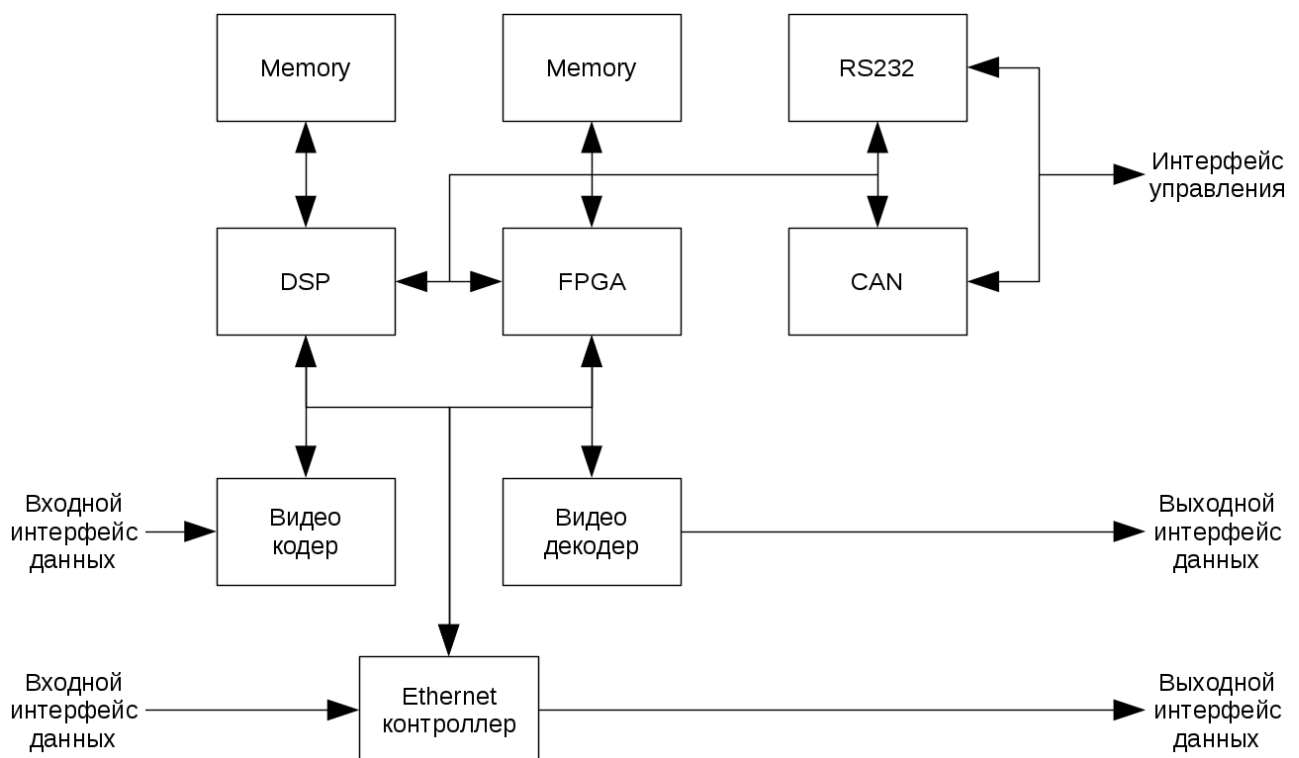 Memory
Memory
RS232
Интерфейс
управления
DSP
FPGA
CAN
Входной
интерфейс
данных
Видео
кодер
Видео
декодер
Выходной
интерфейс
данных
Входной
интерфейс
данных
Ethernet
контроллер
Выходной
интерфейс
данных